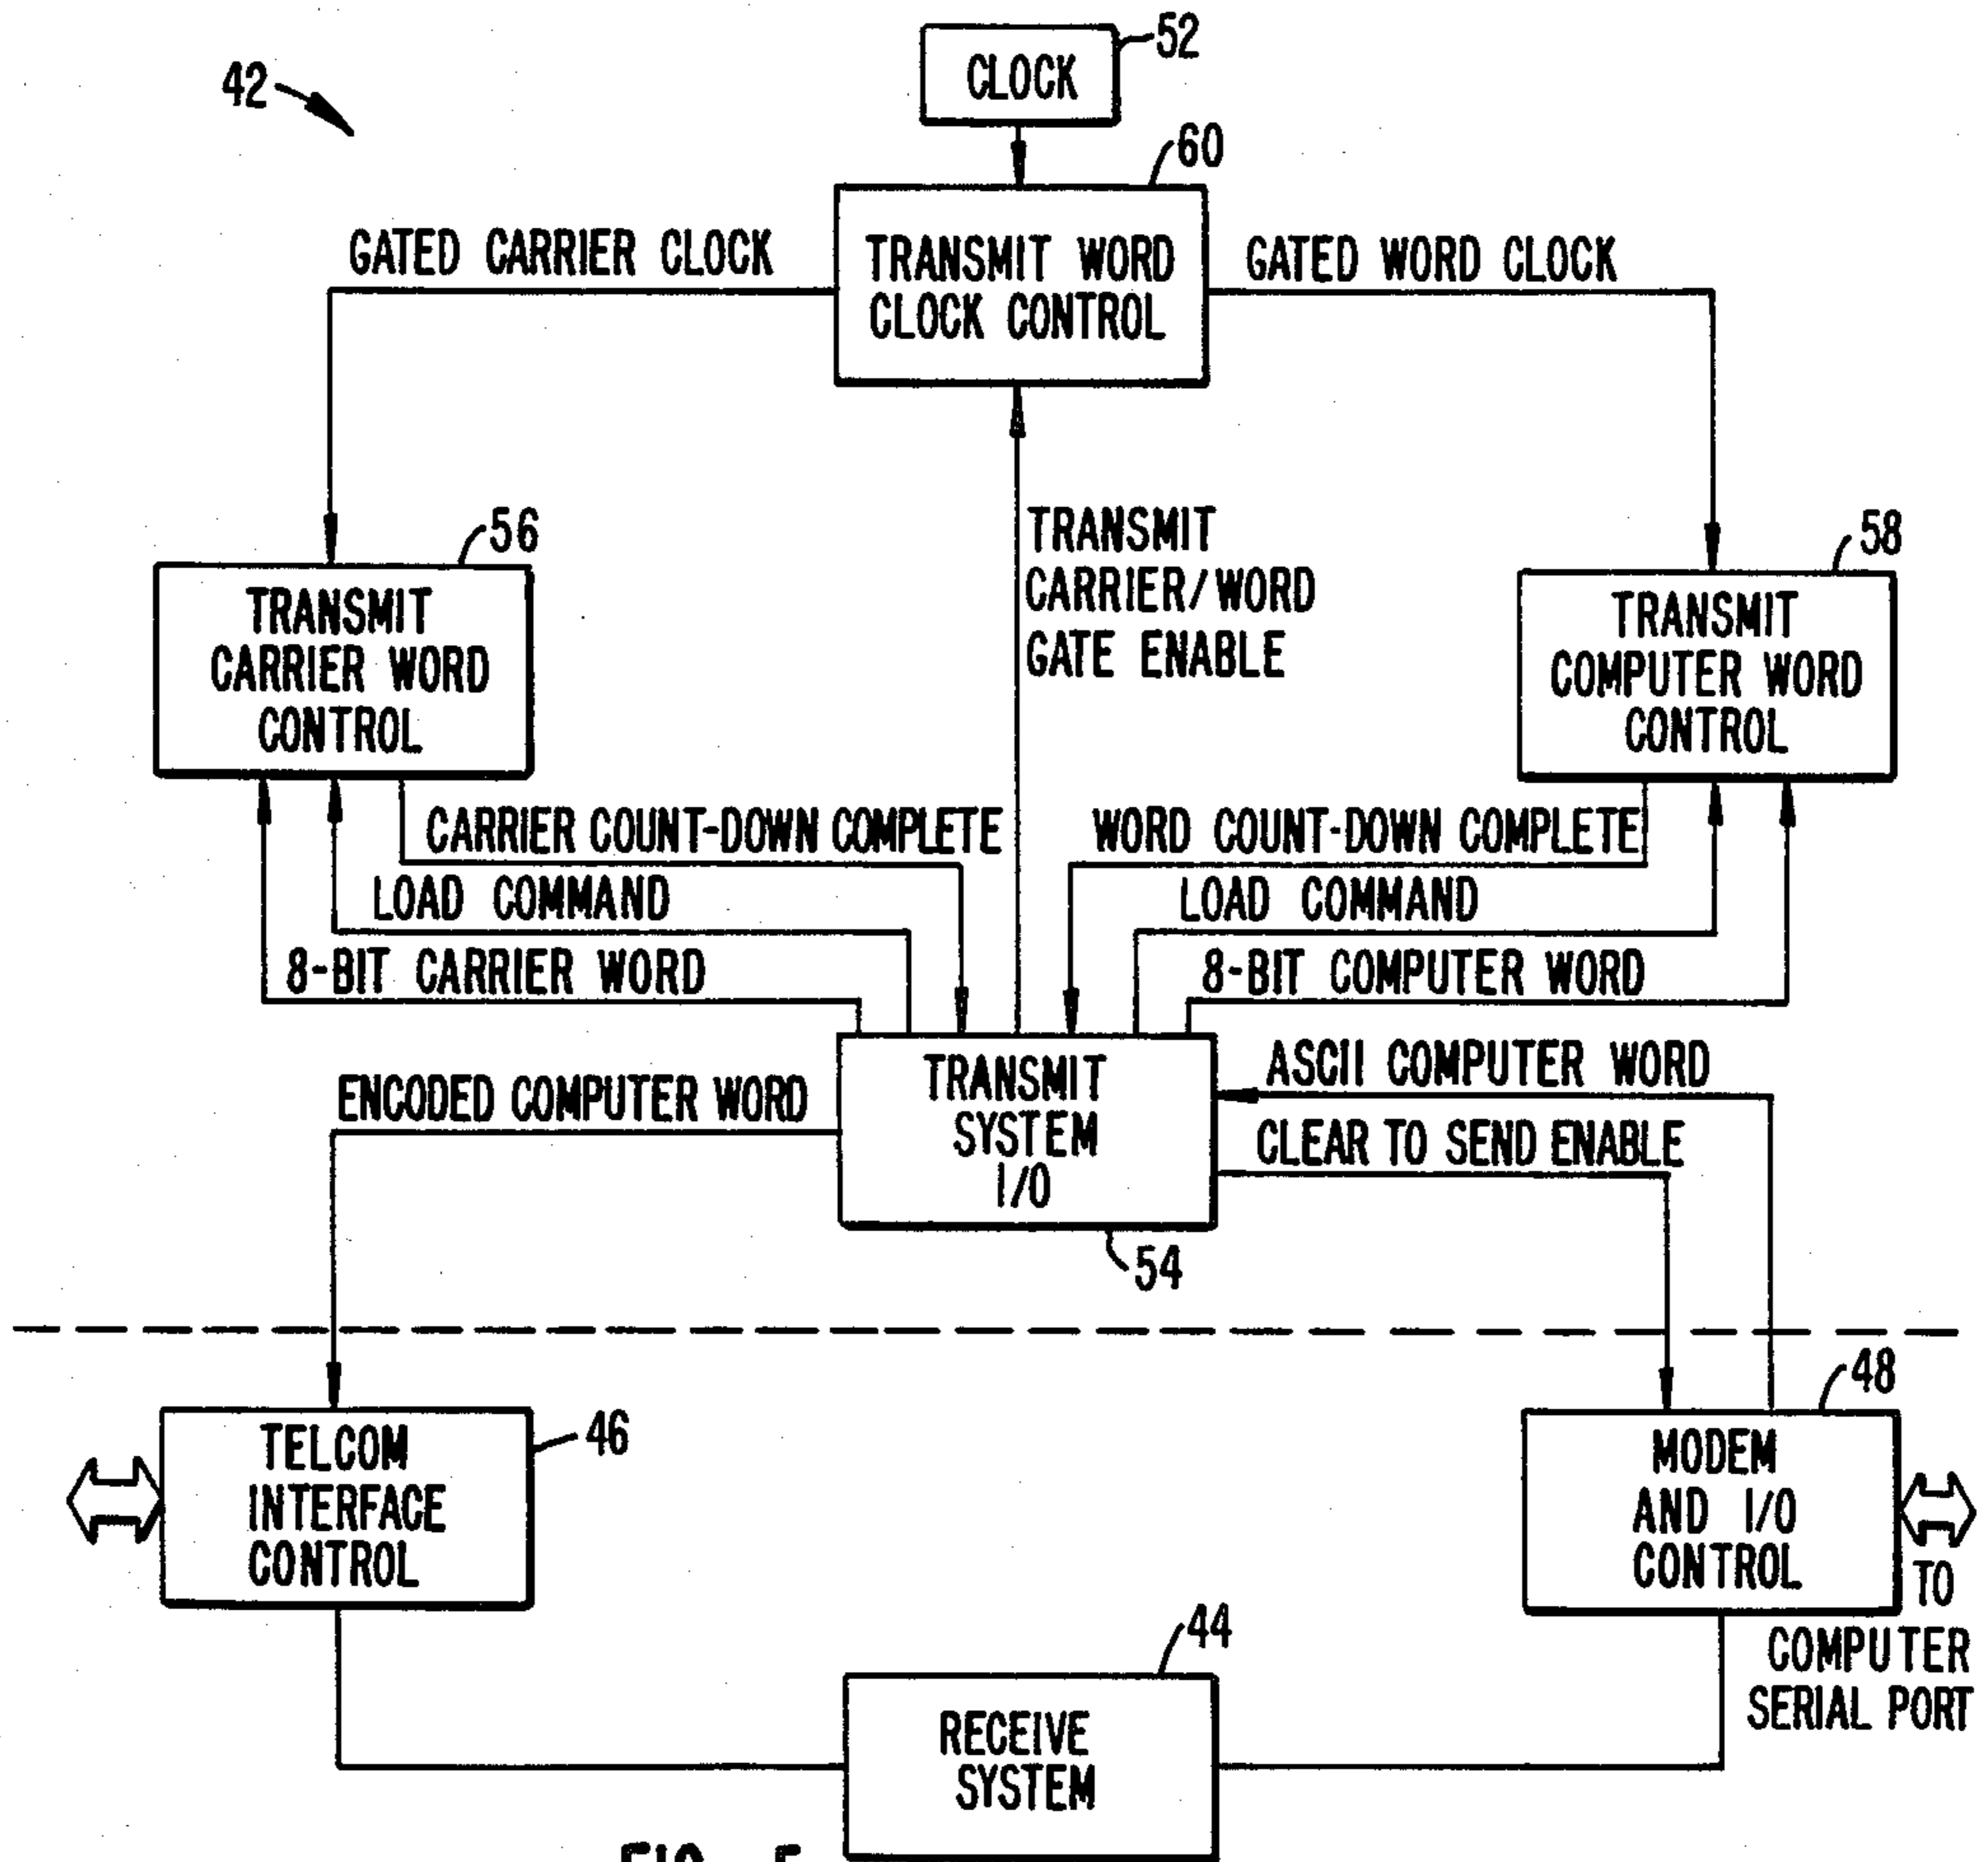 52
CLOCK
42
60
GATED CARRIER CLOCK
TRANSMIT WORD
CLOCK CONTROL
GATED WORD CLOCK
56
TRANSMIT
CARRIER WORD
CONTROL
TRANSMIT
CARRIER/WORD
GATE ENABLE
58
TRANSMIT
COMPUTER WORD
CONTROL
CARRIER COUNT-DOWN COMPLETE
WORD COUNT-DOWN COMPLETE
LOAD COMMAND
LOAD COMMAND
8-BIT CARRIER WORD
8-BIT COMPUTER WORD
ENCODED COMPUTER WORD
TRANSMIT
SYSTEM
I/O
ASCII COMPUTER WORD
CLEAR TO SEND ENABLE
54
46
TELCOM
INTERFACE
CONTROL
48
MODEM
AND I/O
CONTROL
TO
COMPUTER
SERIAL PORT
44
RECEIVE
SYSTEM